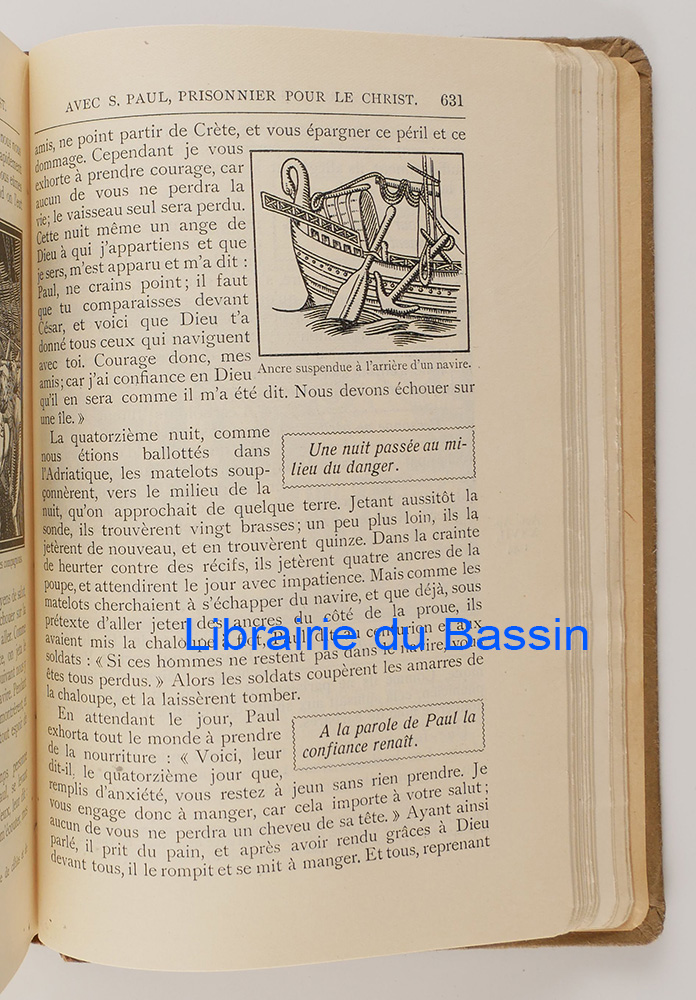 AVEC S. PAUL, PRISONNIER POUR LE CHRIST. 631
amis, ne point partir de Crète, et vous épargner ce péril et ce
dommage. Cependant je vous
exhorte à prendre courage, car
aucun de vous ne perdra la
vie; le vaisseau seul sera perdu.
Cette nuit même un ange de
Dieu à qui j'appartiens et que
je sers, m'est apparu et m'a dit :
Paul, ne crains point; il faut
que tu comparaisses devant
César, et voici que Dieu t'a
donné tous ceux qui naviguent
avec toi. Courage donc, mes
amis; car j'ai confiance en Dieu
Ancre suspendue à l'arrière d'un navire.
qu'il en sera comme il m'a été dit. Nous devons échouer sur
une île. »
La quatorzième nuit, comme
nous étions ballottés dans
l'Adriatique, les matelots soup-
çonnèrent, vers le milieu de la
Une nuit passée au mi-
lieu du danger.
nuit, qu'on approchait de quelque terre. Jetant aussitôt la
sonde, ils trouvèrent vingt brasses; un peu plus loin, ils la
jetèrent de nouveau, et en trouvèrent quinze. Dans la crainte
de heurter contre des récifs, ils jetèrent quatre ancres de la
poupe, et attendirent le jour avec impatience. Mais comme les
matelots cherchaient à s'échapper du navire, et que déjà, sous
prétexte d'aller jeter des ancres du côté de la proue, ils
avaient mis la chaloupe à flot, Paul dit au centurion et aux
Librairie du Bassin
soldats : « Si ces hommes ne restent pas dans le navire, vous
êtes tous perdus. » Alors les soldats coupèrent les amarres de
la chaloupe, et la laissèrent tomber.
En attendant le jour, Paul
exhorta tout le monde à prendre
de la nourriture : « Voici, leur
dit-il, le quatorzième jour que,
A la parole de Paul la
confiance renaît.
remplis d'anxiété, vous restez à jeun sans rien prendre. Je
vous engage donc à manger, car cela importe à votre salut;
aucun de vous ne perdra un cheveu de sa tête. » Ayant ainsi
parlé, il prit du pain, et après avoir rendu grâces à Dieu
devant tous, il le rompit et se mit à manger. Et tous, reprenant